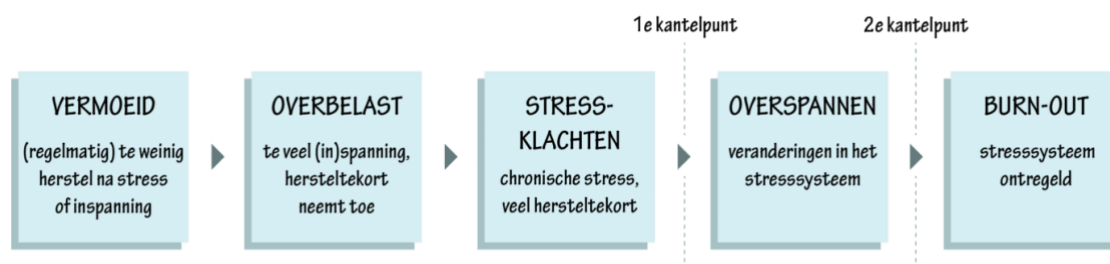 1e kantelpunt
2e kantelpunt
VERMOEID
(regelmatig) te weinig
herstel na stress
of inspanning
OVERBELAST
te veel (in)spanning,
hersteltekort
neemt toe
STRESS-
KLACHTEN
chronische stress,
veel hersteltekort
OVERSPANNEN
veranderingen in het
stresssysteem
BURN-OUT
stresssysteem
ontregeld